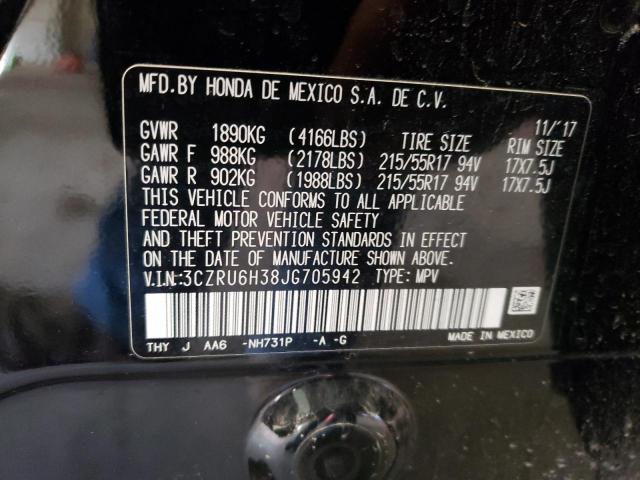 MFD.BY HONDA DE MEXICO S.A. DE C.V.
11/'17
GVWR 1890KG (4166LBS) TIRE SIZE RIM SIZE
GAWR F 988KG (2178LBS) 215/55R17 94V 17X7.5J
GAWR R 902KG (1988LBS) 215/55R17 94V 17X7.5J
THIS VEHICLE CONFORMS TO ALL APPLICABLE
FEDERAL MOTOR VEHICLE SAFETY
AND THEFT PREVENTION STANDARDS IN EFFECT
ON THE DATE OF MANUFACTURE SHOWN ABOVE.
V.I.N:3CZRU6H38JG705942 TYPE: MPV
THY J AA6 -NH731P -A -G MADE IN MEXICO